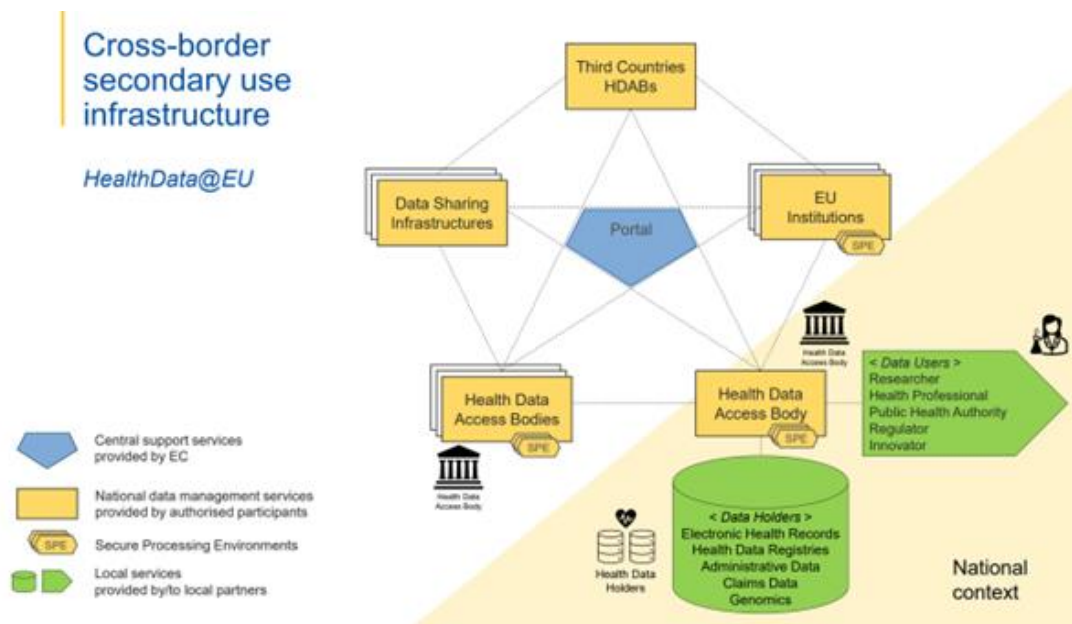 Cross-border
secondary use
infrastructure
HealthData@EU
Third Countries
HDABs
Data Sharing
Infrastructures
EU
Institutions
SPE
Portal
Health Data
Access Body
Health Data
Access Bodies
SPE
Health Data
Access Body
Health Data
Access Body
SPE
< Data Users >
Researcher
Health Professional
Public Health Authority
Regulator
Innovator
< Data Holders >
Electronic Health Records
Health Data Registries
Administrative Data
Claims Data
Genomics
Health Data
Holders
National
context
Central support services
provided by EC
National data management services
provided by authorised participants
SPE
Secure Processing Environments
Local services
provided by/to local partners